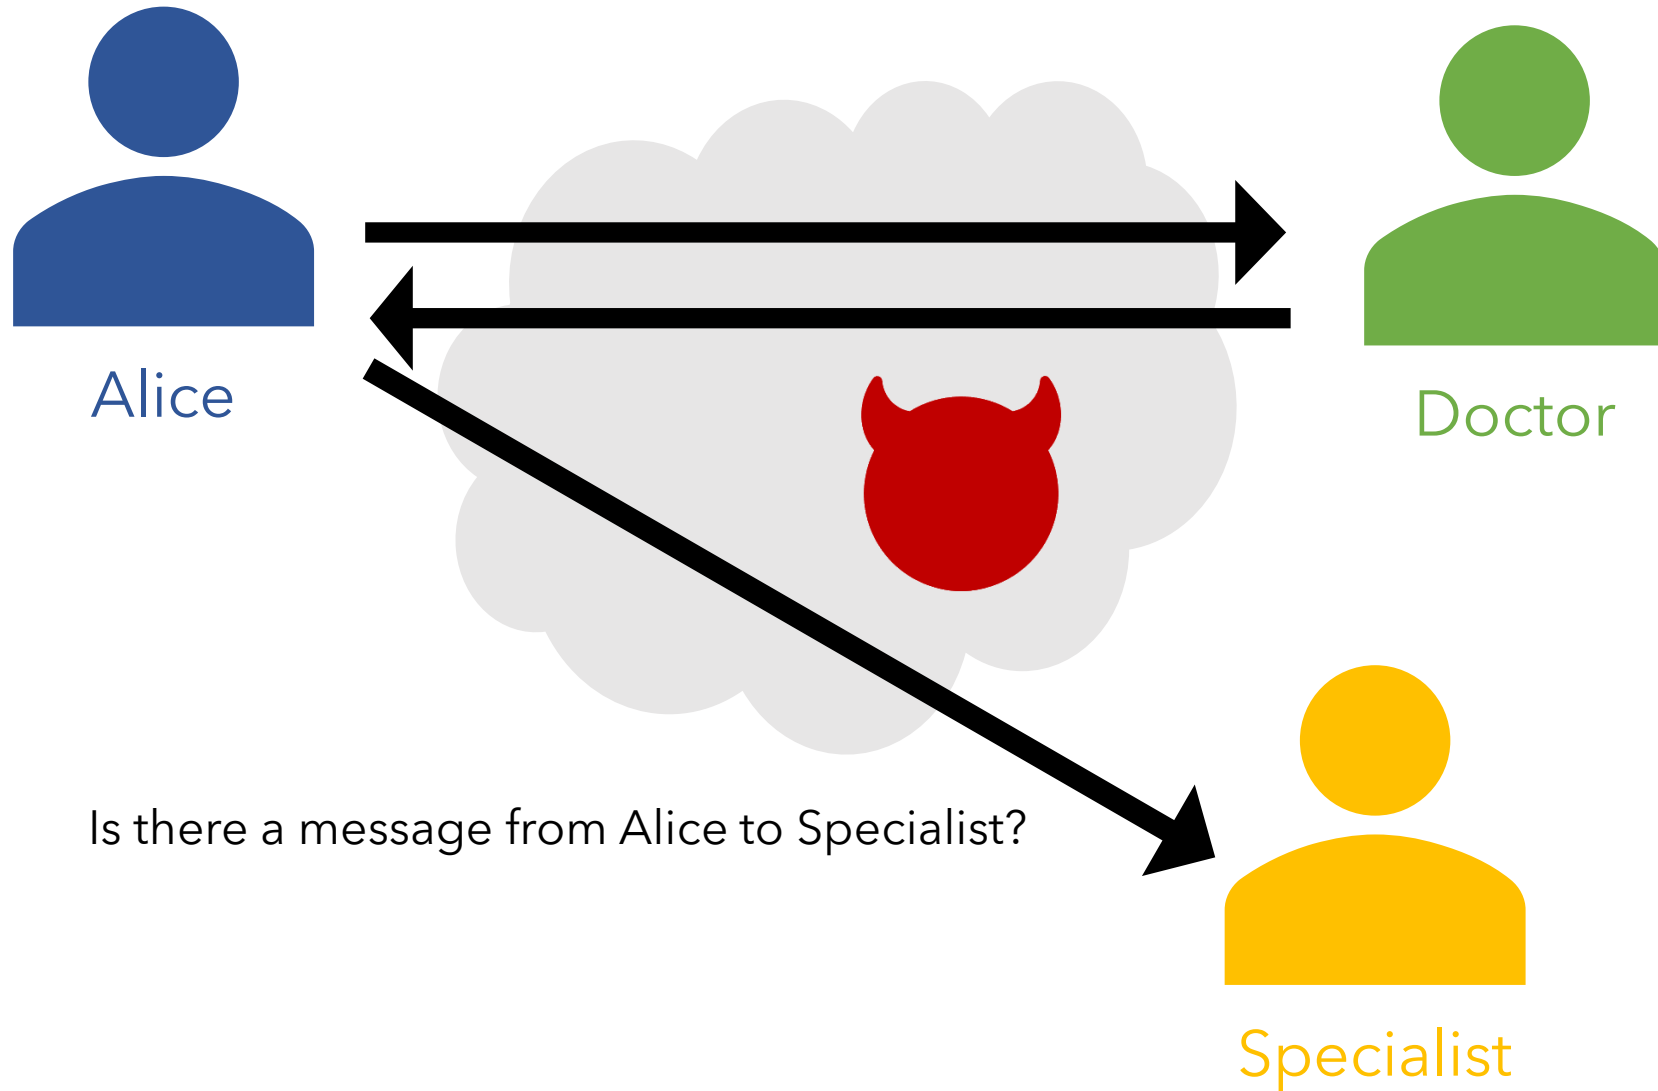 Alice
Doctor
Is there a message from Alice to Specialist?
Specialist